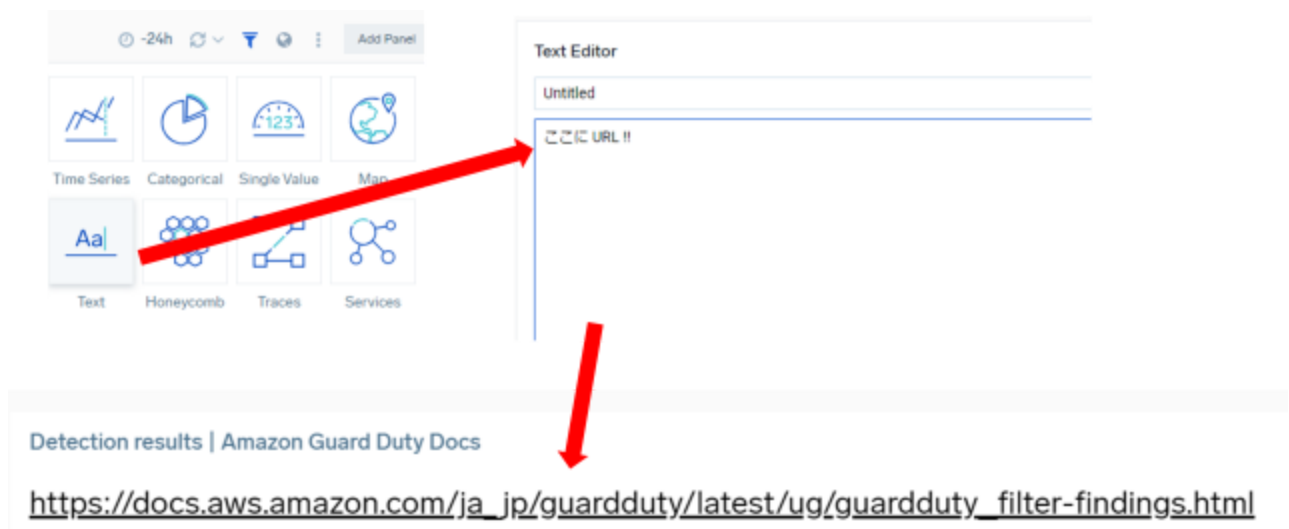 -24h
Add Panel
123
Time Series
Categorical
Single Value
Map
Aa
Text
Honeycomb
Traces
Services
Text Editor
Untitled
ここに URL !!
Detection results | Amazon Guard Duty Docs
https://docs.aws.amazon.com/ja_jp/guardduty/latest/ug/guardduty_filter-findings.html